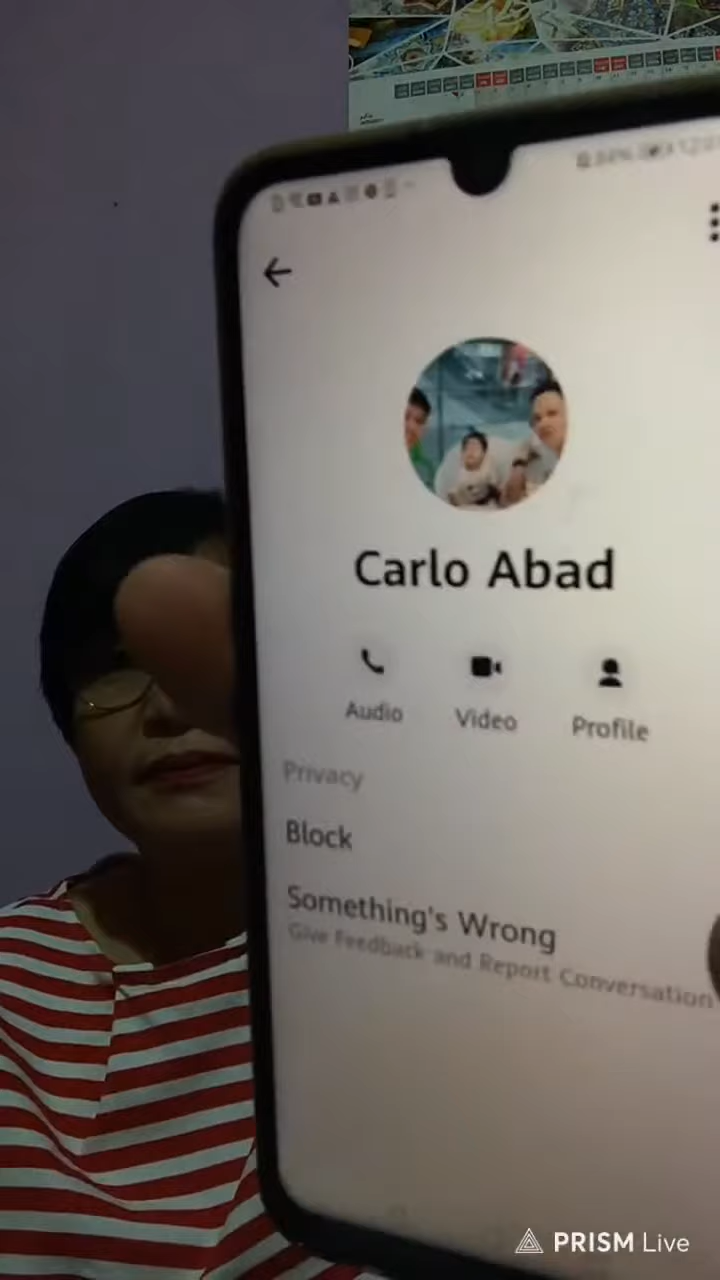 Carlo Abad
Audio
Video
Profile
Privacy
Block
Something's Wrong
Give Feedback and Report Conversation
PRISM Live